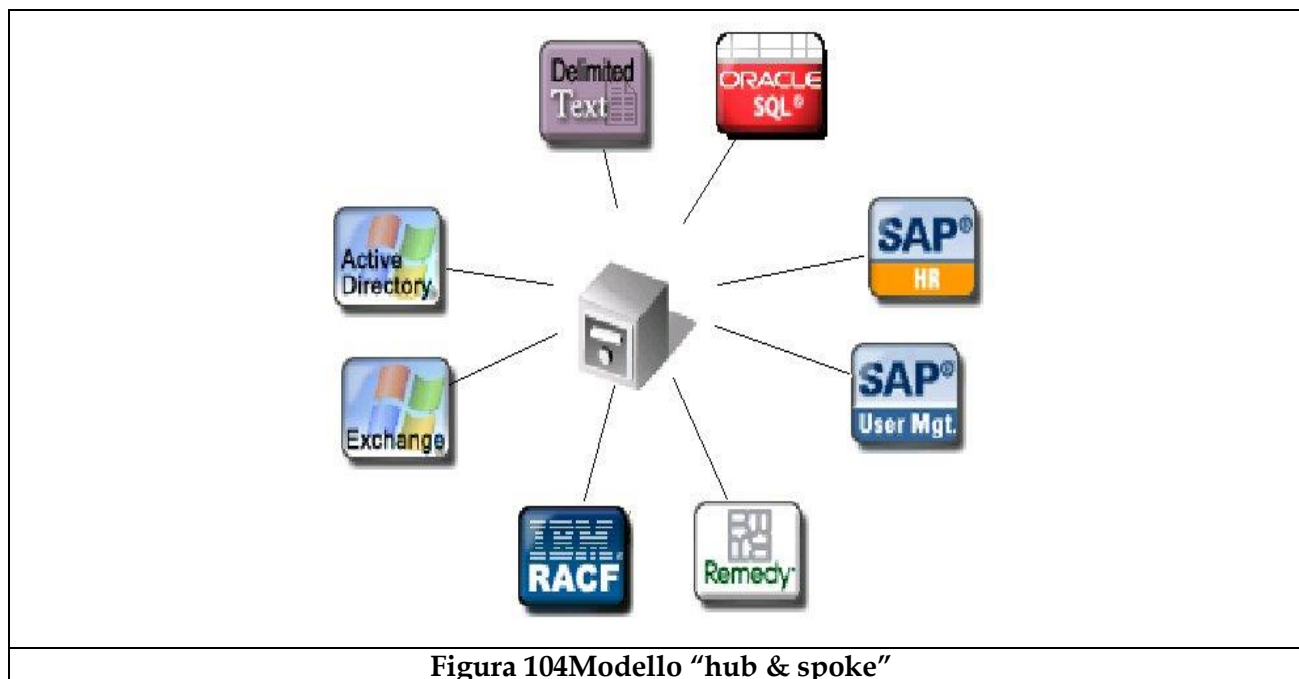 Delimited
Text
ORACLE
SQL®
Active
Directory
SAP®
HR
Exchange
SAP®
User Mgt.
IBM
RACF
Remedy
Figura 104Modello “hub & spoke”